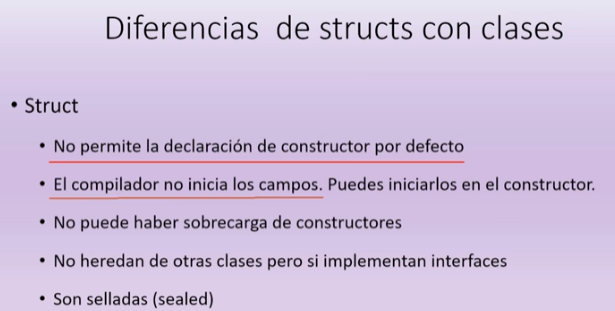 Diferencias de structs con clases
• Struct
• No permite la declaración de constructor por defecto
• El compilador no inicia los campos. Puedes iniciarlos en el constructor.
• No puede haber sobrecarga de constructores
• No heredan de otras clases pero si implementan interfaces
• Son selladas (sealed)